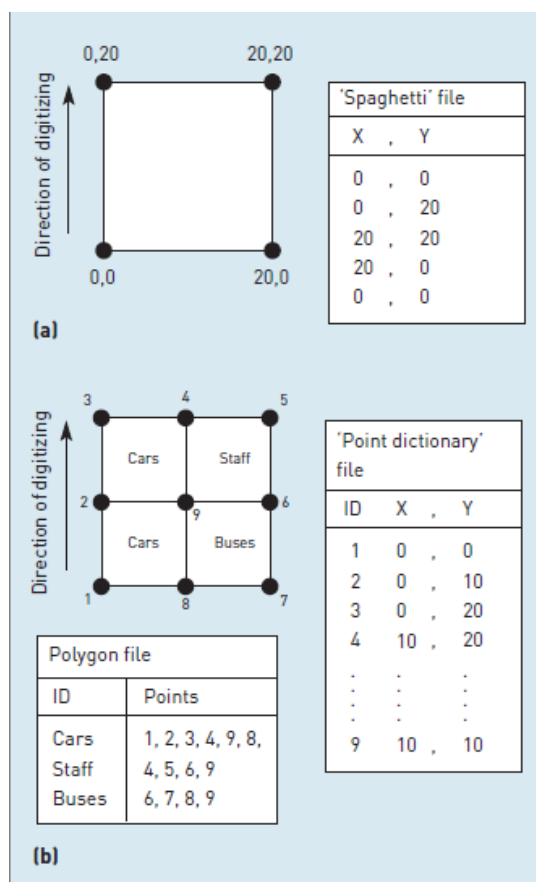 0,20 20,20
Direction of digitizing
0,0 20,0
(a)
'Spaghetti' file
X , Y
0 , 0
0 , 20
20 , 20
20 , 0
0 , 0
3 4 5
Cars Staff
2 9 6
Cars Buses
1 8 7
Direction of digitizing
'Point dictionary'
file
ID X , Y
1 0 , 0
2 0 , 10
3 0 , 20
4 10 , 20
. . . .
. . . .
. . . .
9 10 , 10
Polygon file
ID Points
Cars 1, 2, 3, 4, 9, 8,
Staff 4, 5, 6, 9
Buses 6, 7, 8, 9
(b)